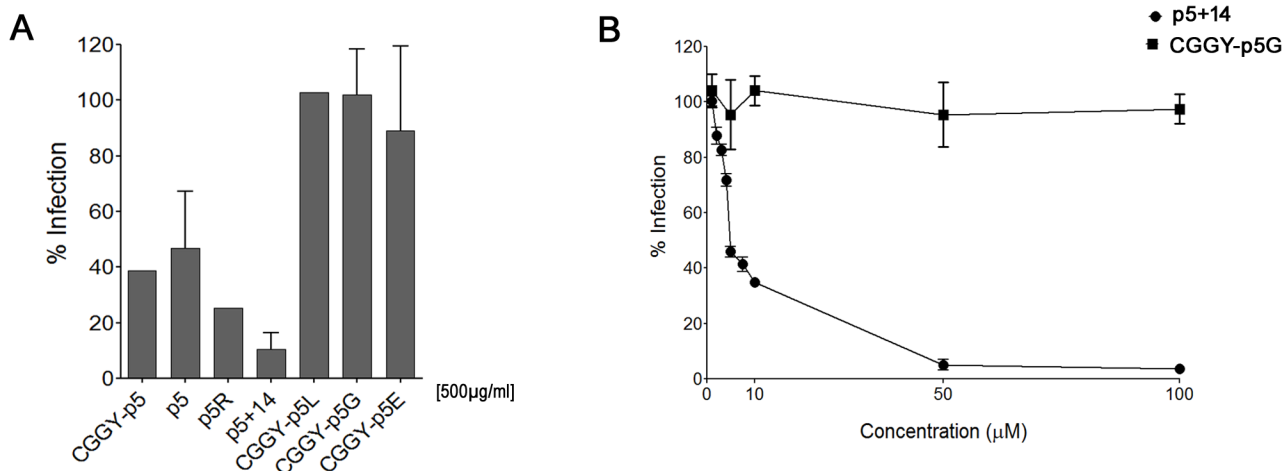 A
% Infection
120
100
80
60
40
20
0
CGGY-p5
p5
p5R
p5+14
CGGY-p5L
CGGY-p5G
CGGY-p5E
[500µg/ml]
B
p5+14
CGGY-p5G
% Infection
120
100
80
60
40
20
0
0 10 50 100
Concentration (µM)